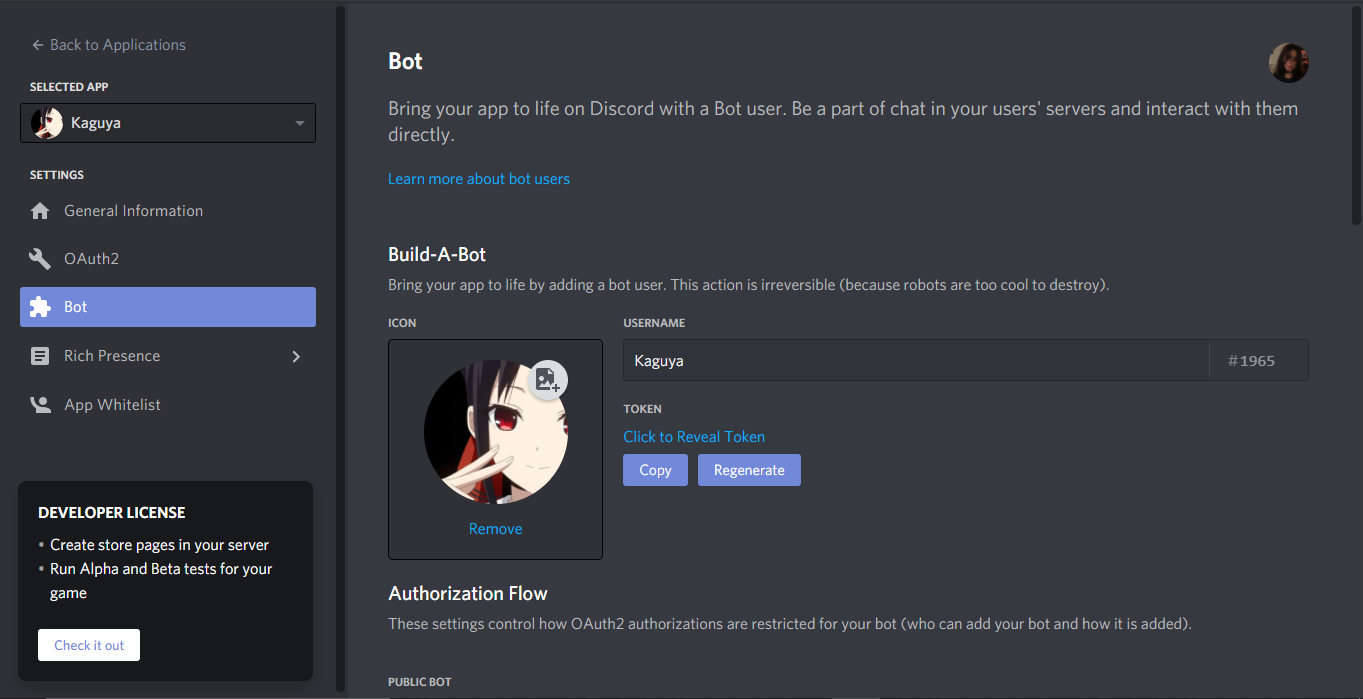 Back to Applications
SELECTED APP
Kaguya
SETTINGS
General Information
OAuth2
Bot
Rich Presence
App Whitelist
DEVELOPER LICENSE
• Create store pages in your server
• Run Alpha and Beta tests for your
game
Check it out
Bot
Bring your app to life on Discord with a Bot user. Be a part of chat in your users' servers and interact with them
directly.
Learn more about bot users
Build-A-Bot
Bring your app to life by adding a bot user. This action is irreversible (because robots are too cool to destroy).
ICON
Remove
USERNAME
Kaguya #1965
TOKEN
Click to Reveal Token
Copy Regenerate
Authorization Flow
These settings control how OAuth2 authorizations are restricted for your bot (who can add your bot and how it is added).
PUBLIC BOT